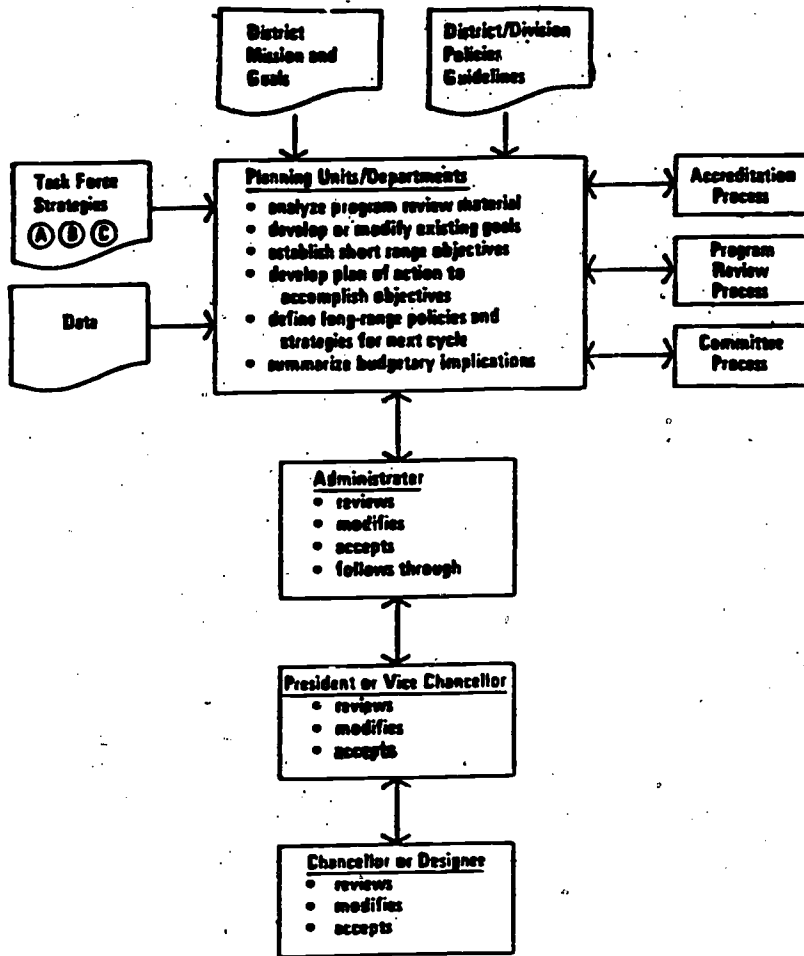 District
Mission and
Goals
District/Division
Policies
Guidelines
Task Force
Strategies
A B C
Data
Planning Units/Departments
• analyze program review material
• develop or modify existing goals
• establish short range objectives
• develop plan of action to
accomplish objectives
• define long-range policies and
strategies for next cycle
• summarize budgetary implications
Accreditation
Process
Program
Review
Process
Committee
Process
Administrator
• reviews
• modifies
• accepts
• follows through
President or Vice Chancellor
• reviews
• modifies
• accepts
Chancellor or Designee
• reviews
• modifies
• accepts